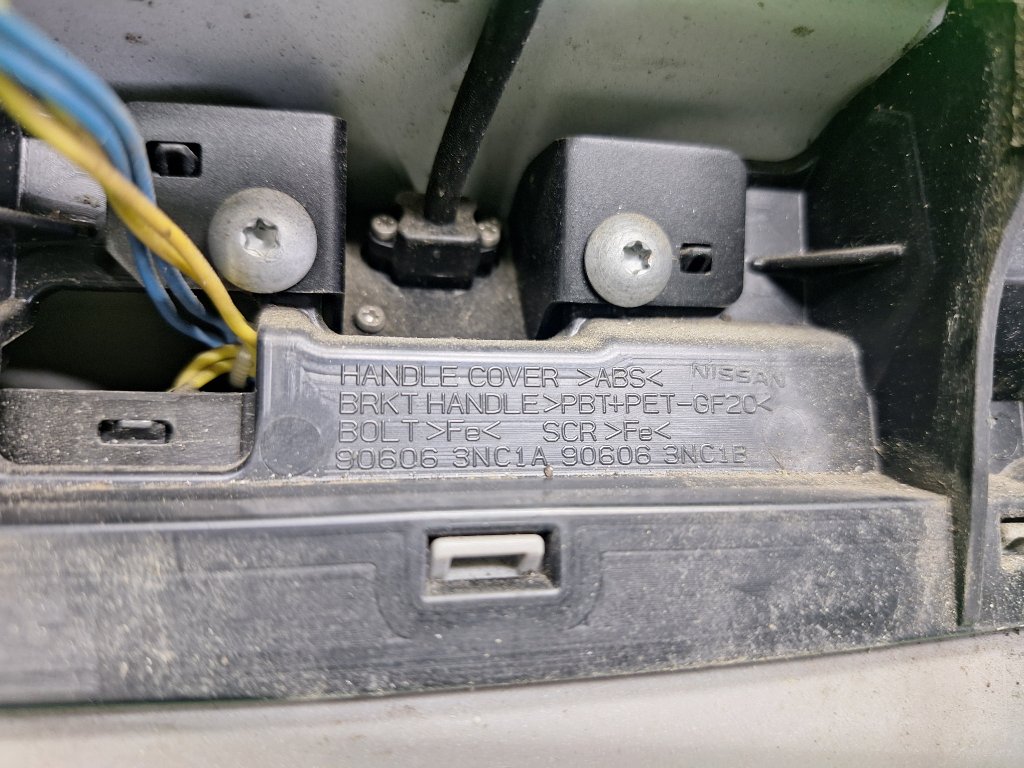 HANDLE COVER >ABS< NISSAN
BRKT HANDLE>PBT+PET-GF20<
BOLT >Fe< SCR >Fe<
90606 3NC1A 90606 3NC1B